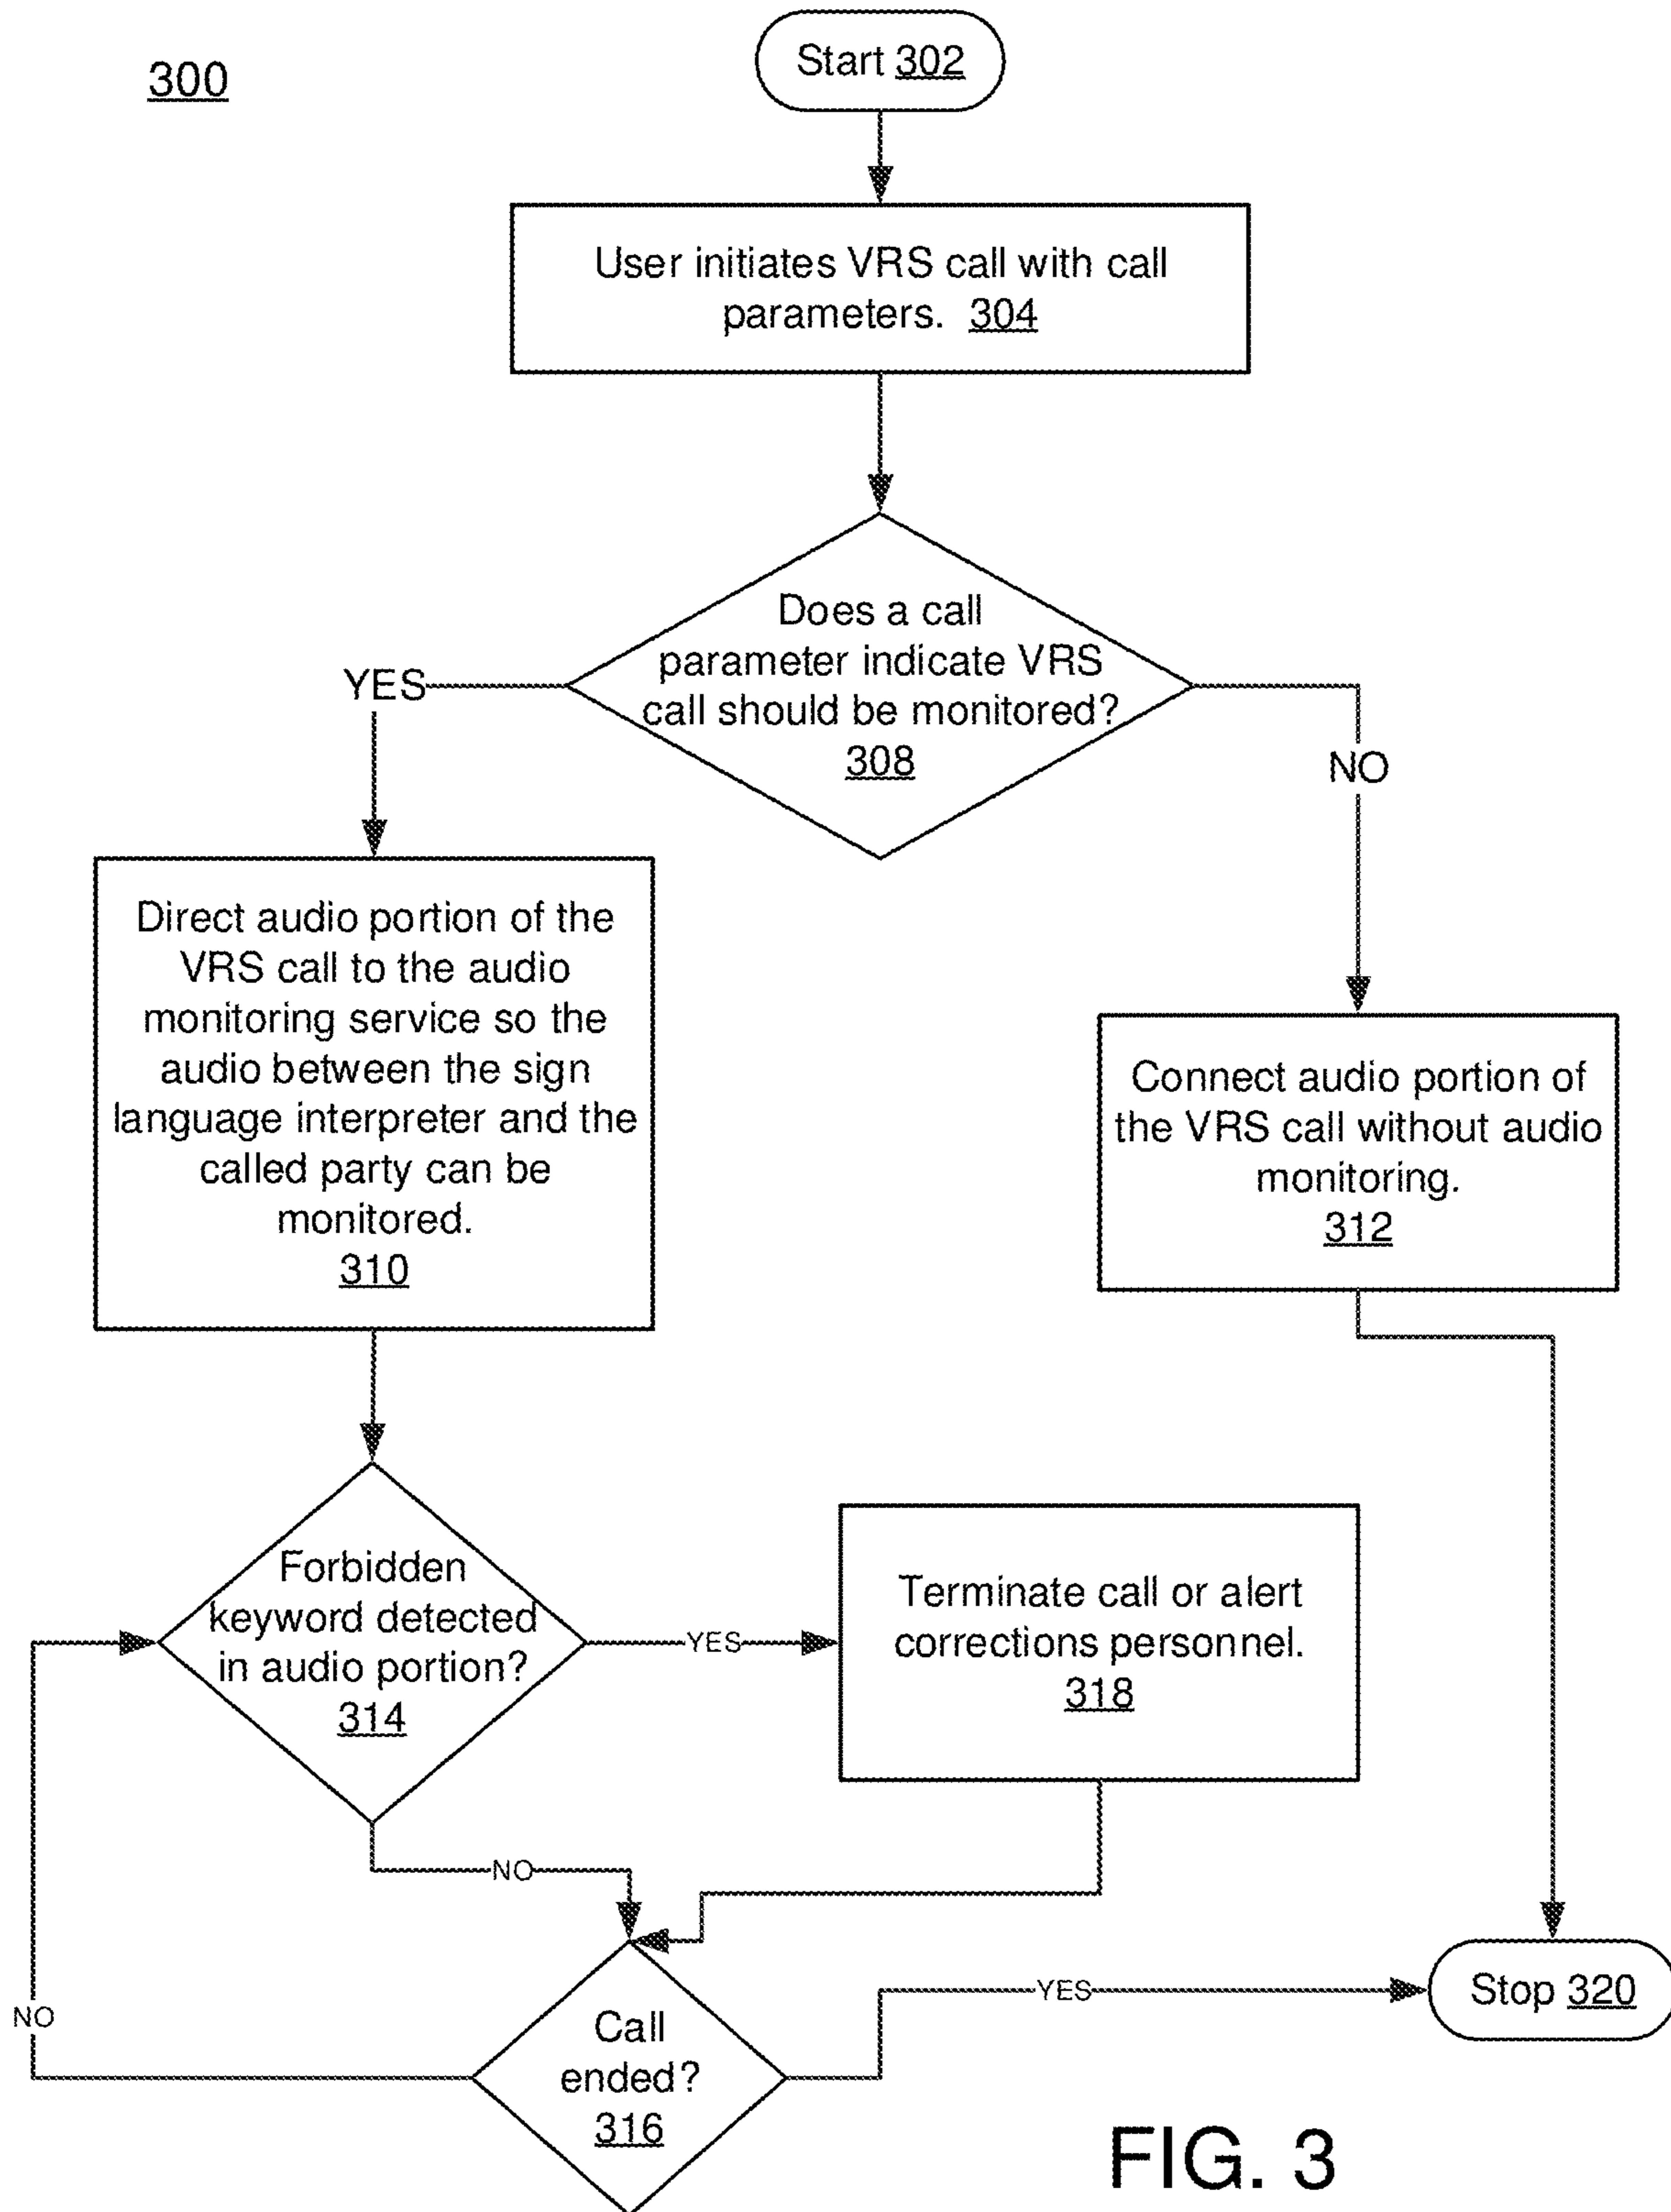 300
Start 302
User initiates VRS call with call
parameters. 304
Does a call
parameter indicate VRS
call should be monitored?
308
YES
NO
Direct audio portion of the
VRS call to the audio
monitoring service so the
audio between the sign
language interpreter and the
called party can be
monitored.
310
Connect audio portion of
the VRS call without audio
monitoring.
312
Forbidden
keyword detected
in audio portion?
314
YES
Terminate call or alert
corrections personnel.
318
NO
Call
ended?
316
NO
YES
Stop 320
FIG. 3